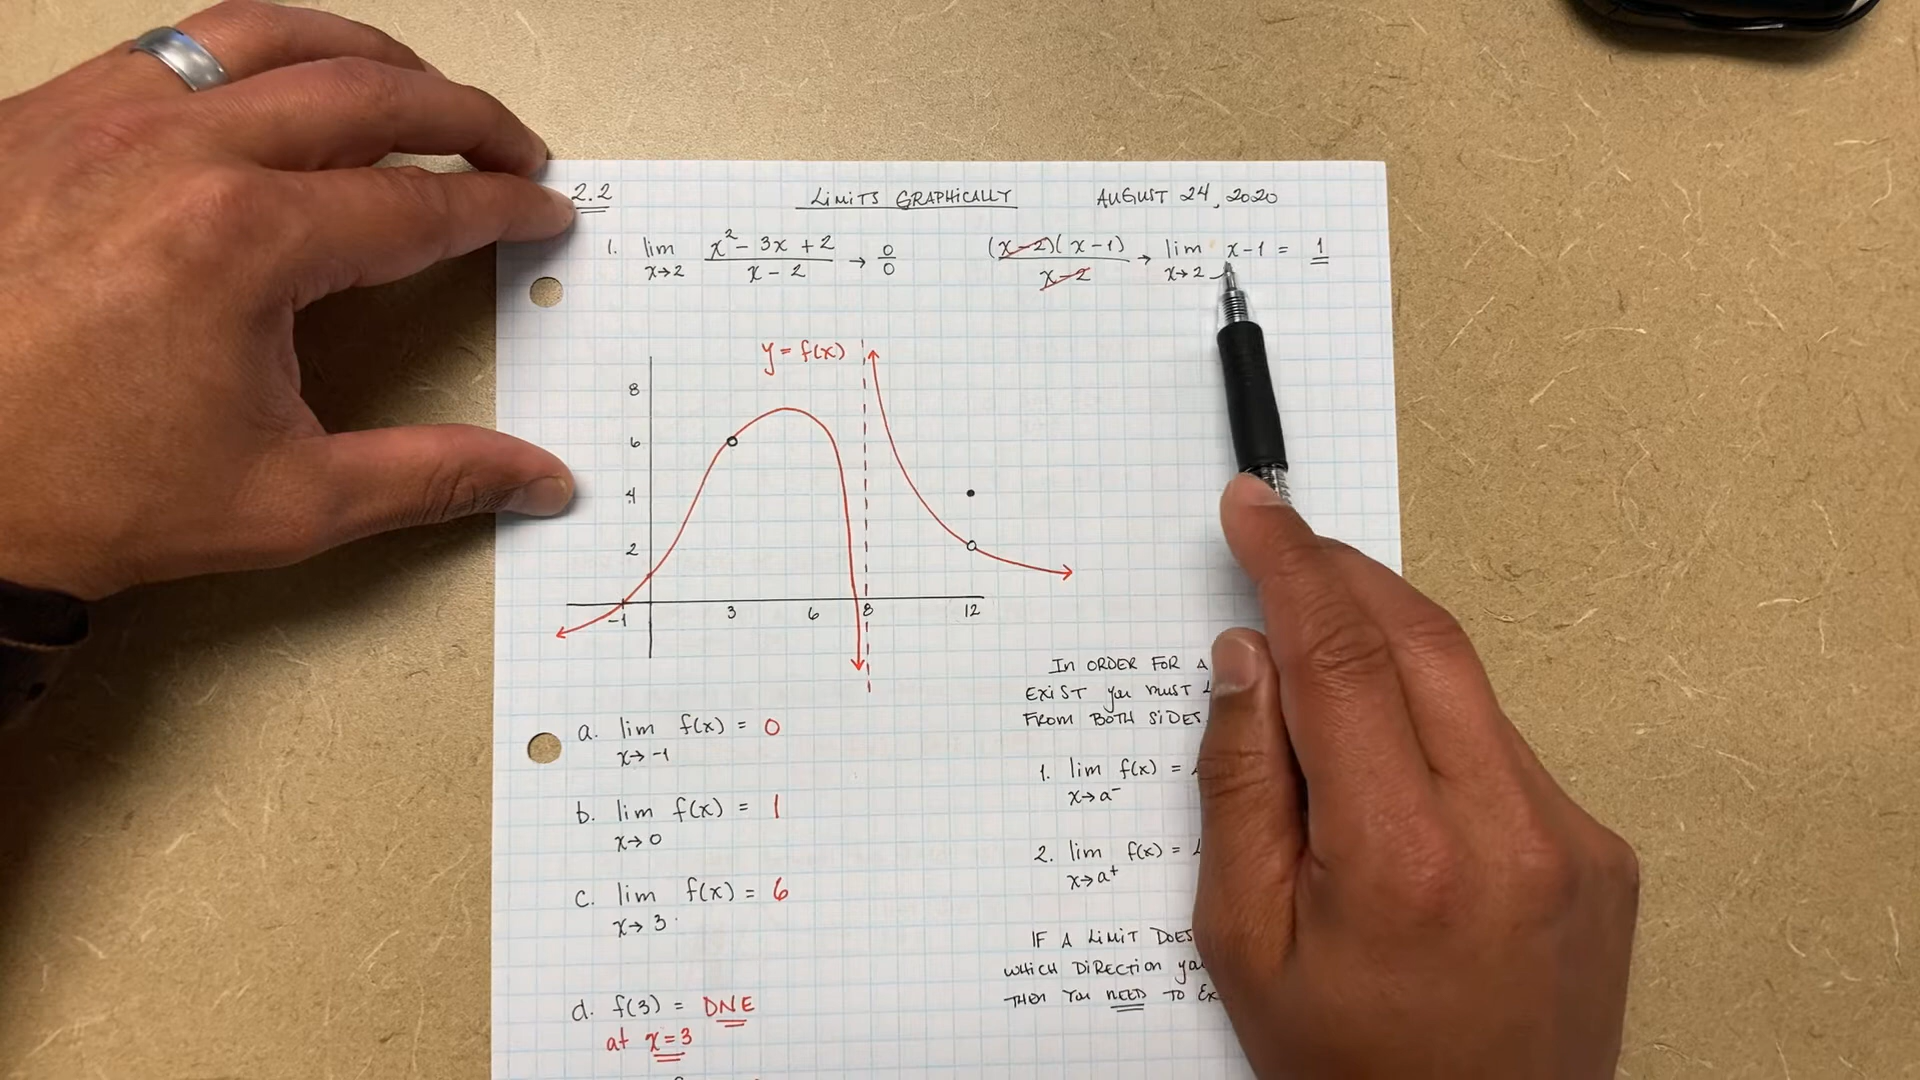 2.2 LIMITS GRAPHICALLY AUGUST 24, 2020
1. lim x→2 (x² - 3x + 2)/(x - 2) → 0/0 (x-2)(x-1)/(x-2) → lim x→2 x-1 = 1
y = f(x)
8
6
4
2
-1 3 6 8 12
IN ORDER FOR A
EXIST you MUST
FROM BOTH SIDES
a. lim f(x) = 0
x→ -1
1. lim f(x) =
x→a⁻
b. lim f(x) = 1
x→0
2. lim f(x) =
x→a⁺
c. lim f(x) = 6
x→ 3
IF A LIMIT DOES
WHICH DIRECTION
THEN YOU NEED TO
d. f(3) = DNE
at x=3